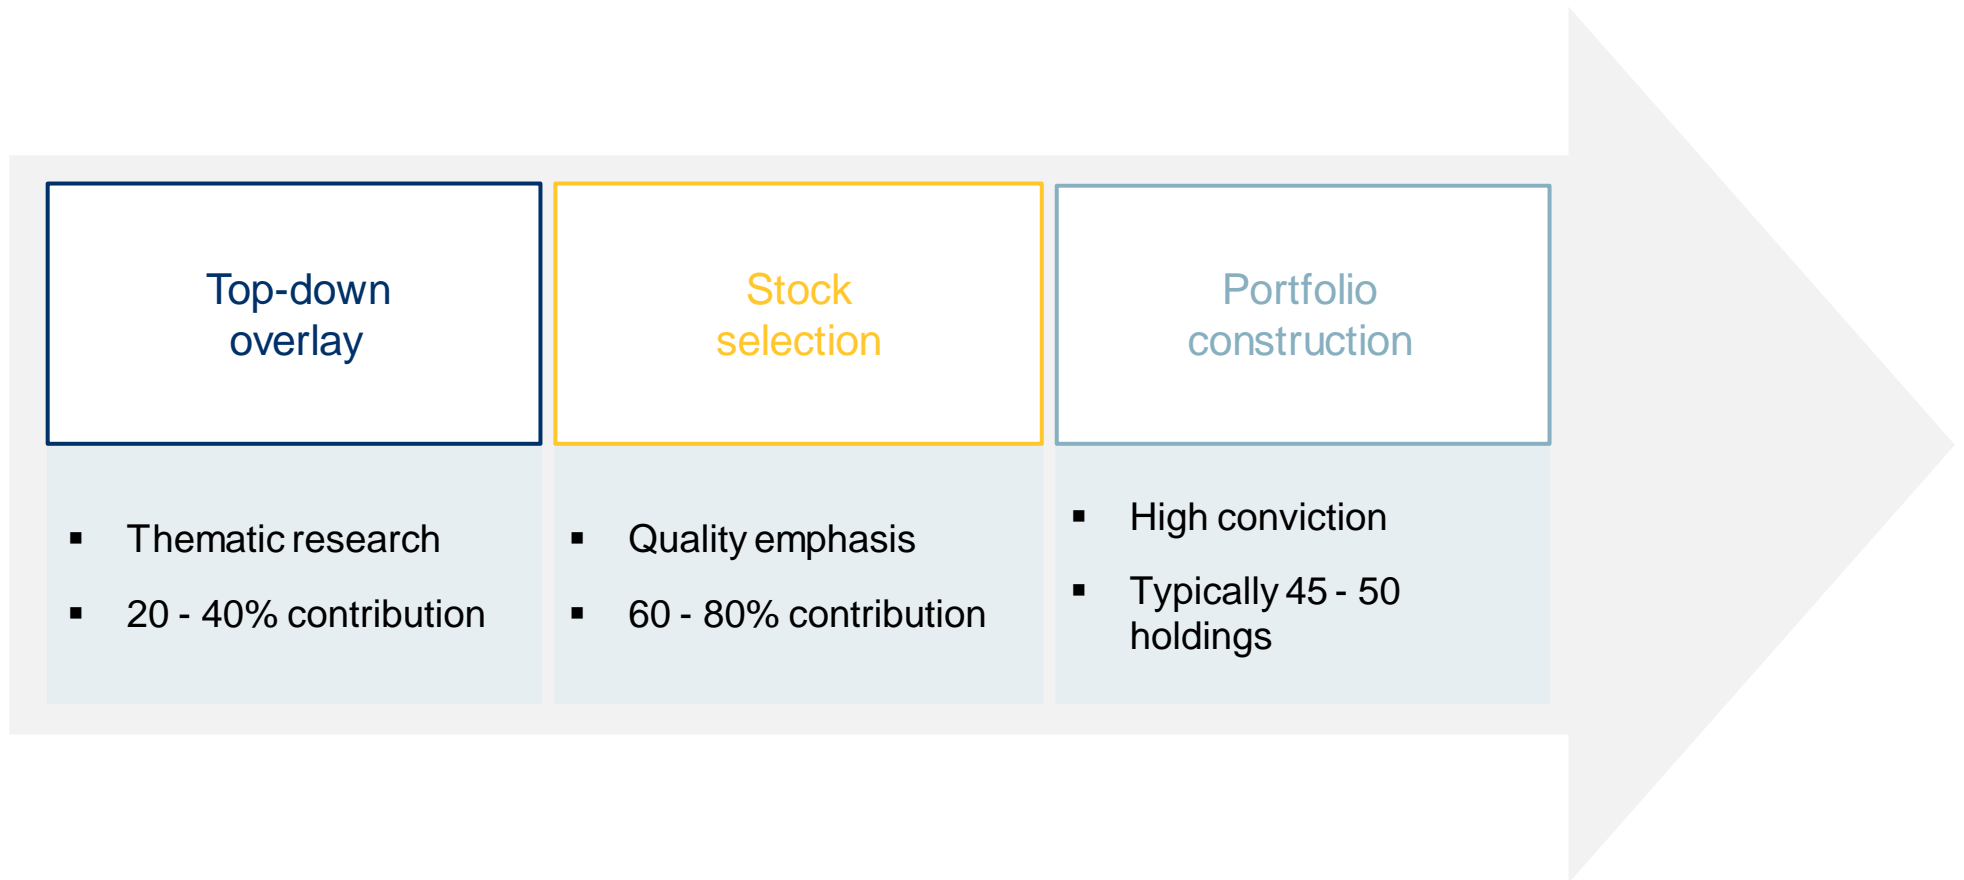 Top-down
overlay
Stock
selection
Portfolio
construction
▪ Thematic research
▪ 20 - 40% contribution
▪ Quality emphasis
▪ 60 - 80% contribution
▪ High conviction
▪ Typically 45 - 50
holdings